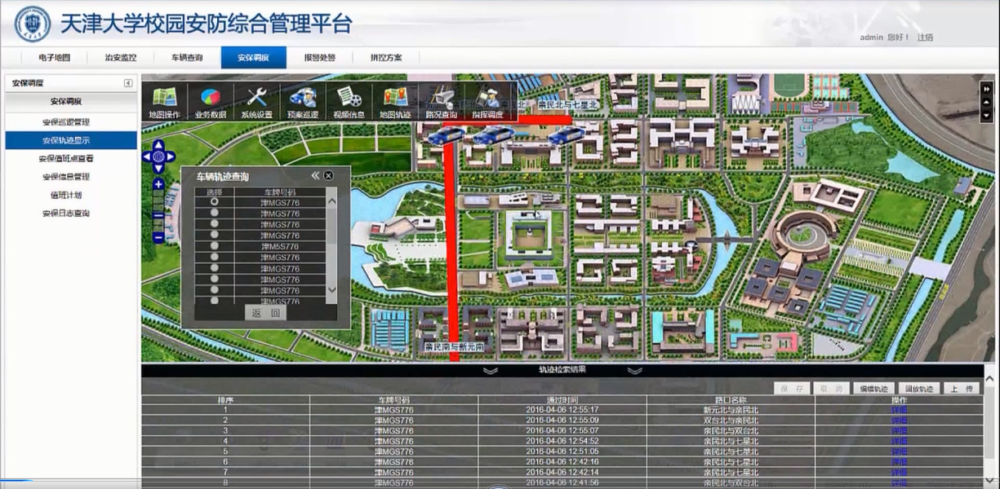 天津大学校园安防综合管理平台
admin 您好！ 注销
电子地图 治安监控 车辆查询 安保调度 报警处警 拼控方案
安保调度
安保调度
安保巡逻管理
安保轨迹显示
安保值班点查看
安保信息管理
值班计划
安保日志查询
地图操作 业务数据 系统设置 预案巡逻 视频信息 地图轨迹 路况查询 指挥调度
亲民北与七星北
车辆轨迹查询
选择 车牌号码
津MGS776
津MGS776
津MGS776
津MGS776
津M5S776
津MGS776
津MGS776
津MGS776
津MGS776
津MGS776
返 回
亲民南与新元南
轨迹检索结果
保 存 取 消 编辑轨迹 回放轨迹 上 传
排序 车牌号码 通过时间 路口名称 操作
1 津MGS776 2016-04-06 12:55:17 新元北与亲民北 详细
2 津MGS776 2016-04-06 12:55:09 双台北与亲民北 详细
3 津MGS776 2016-04-06 12:55:07 亲民北与双台北 详细
4 津MGS776 2016-04-06 12:54:52 亲民北与七星北 详细
5 津MGS776 2016-04-06 12:51:05 亲民北与七星北 详细
6 津MGS776 2016-04-06 12:42:16 亲民北与七星北 详细
7 津MGS776 2016-04-06 12:42:14 亲民北与七星北 详细
8 津MGS776 2016-04-06 12:41:56 亲民北与双台北 详细